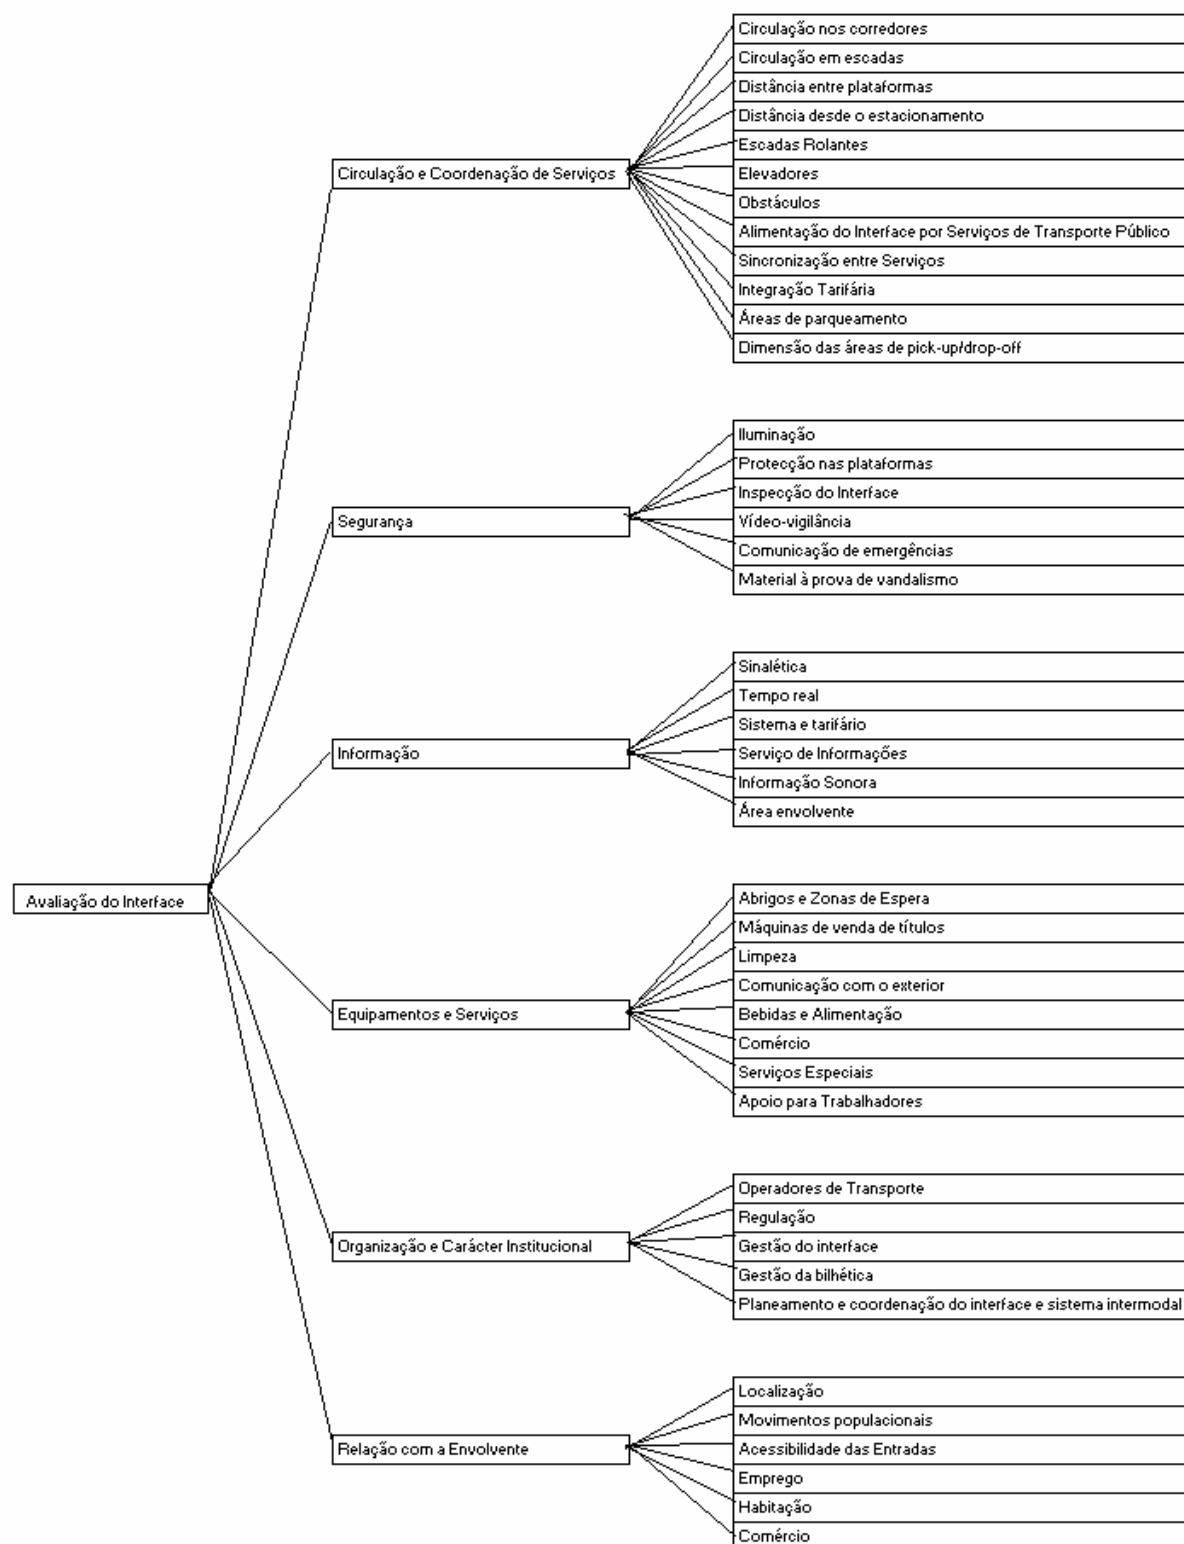 Circulação nos corredores
Circulação em escadas
Distância entre plataformas
Distância desde o estacionamento
Escadas Rolantes
Circulação e Coordenação de Serviços
Elevadores
Obstáculos
Alimentação do Interface por Serviços de Transporte Público
Sincronização entre Serviços
Integração Tarifária
Áreas de parqueamento
Dimensão das áreas de pick-up/drop-off
Iluminação
Protecção nas plataformas
Inspecção do Interface
Segurança
Vídeo-vigilância
Comunicação de emergências
Material à prova de vandalismo
Sinalética
Tempo real
Sistema e tarifário
Informação
Serviço de Informações
Informação Sonora
Área envolvente
Avaliação do Interface
Abrigos e Zonas de Espera
Máquinas de venda de títulos
Limpeza
Comunicação com o exterior
Equipamentos e Serviços
Bebidas e Alimentação
Comércio
Serviços Especiais
Apoio para Trabalhadores
Operadores de Transporte
Regulação
Organização e Carácter Institucional
Gestão do interface
Gestão da bilhética
Planeamento e coordenação do interface e sistema intermodal
Localização
Movimentos populacionais
Relação com a Envolvente
Acessibilidade das Entradas
Emprego
Habitação
Comércio